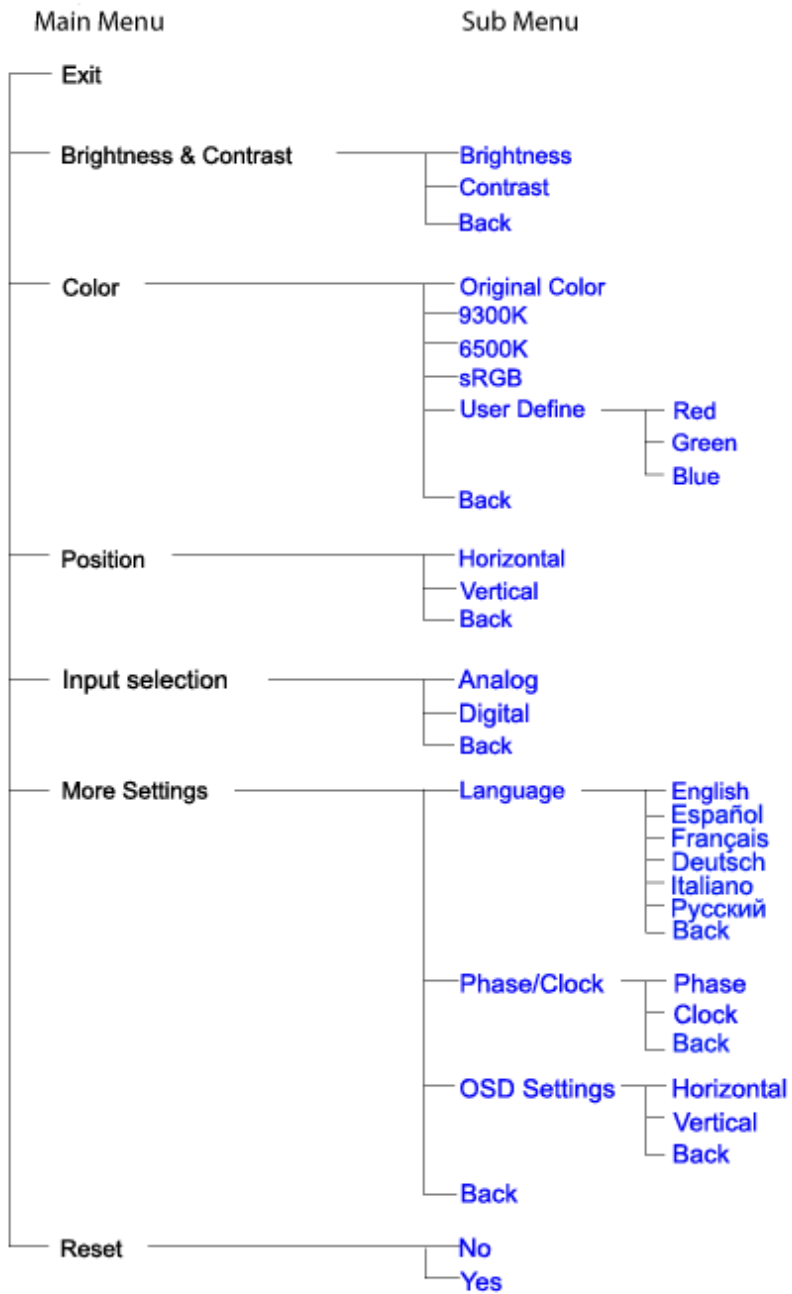 Main Menu Sub Menu
Exit
Brightness & Contrast Brightness
Contrast
Back
Color Original Color
9300K
6500K
sRGB
User Define Red
Green
Blue
Back
Position Horizontal
Vertical
Back
Input selection Analog
Digital
Back
More Settings Language English
Español
Français
Deutsch
Italiano
Русский
Back
Phase/Clock Phase
Clock
Back
OSD Settings Horizontal
Vertical
Back
Back
Reset No
Yes